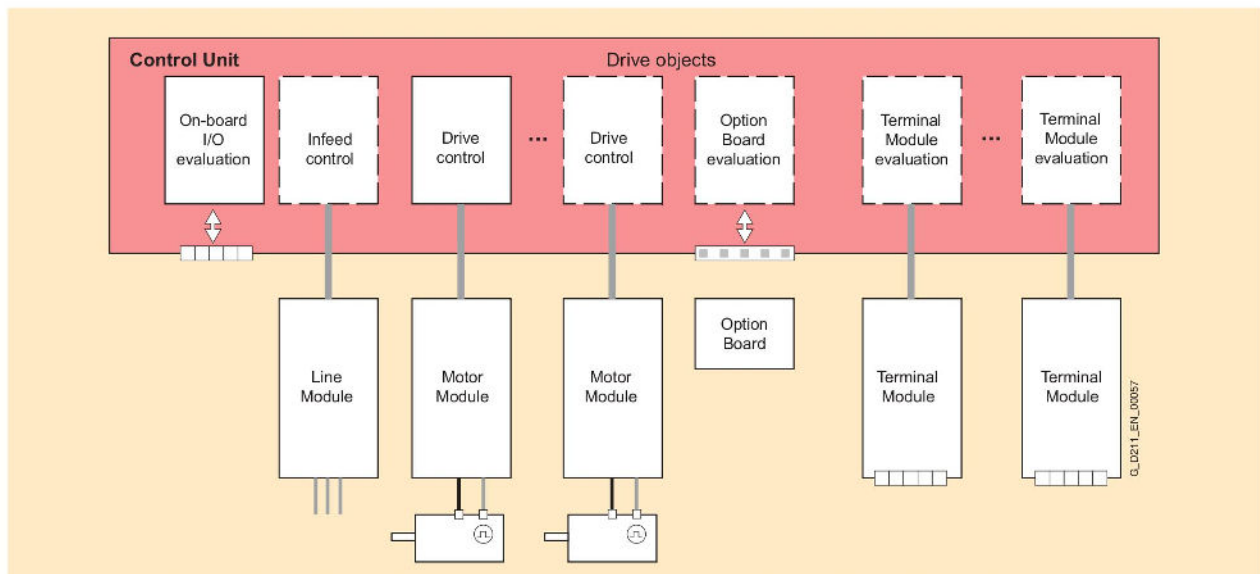 Control Unit
Drive objects
On-board
I/O
evaluation
Infeed
control
Drive
control
...
Drive
control
Option
Board
evaluation
Terminal
Module
evaluation
...
Terminal
Module
evaluation
Line
Module
Motor
Module
Motor
Module
Option
Board
Terminal
Module
Terminal
Module
G_D211_EN_00057